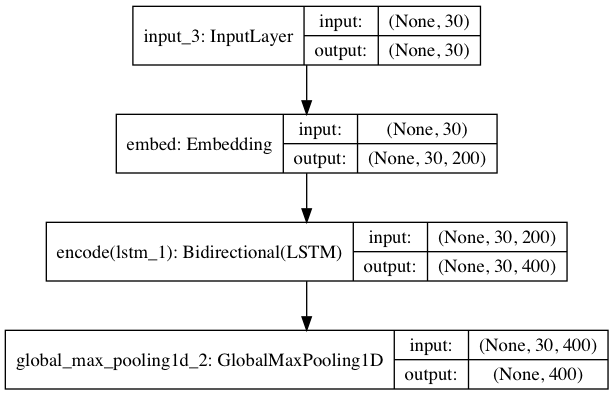 input_3: InputLayer
input: (None, 30)
output: (None, 30)
embed: Embedding
input: (None, 30)
output: (None, 30, 200)
encode(lstm_1): Bidirectional(LSTM)
input: (None, 30, 200)
output: (None, 30, 400)
global_max_pooling1d_2: GlobalMaxPooling1D
input: (None, 30, 400)
output: (None, 400)